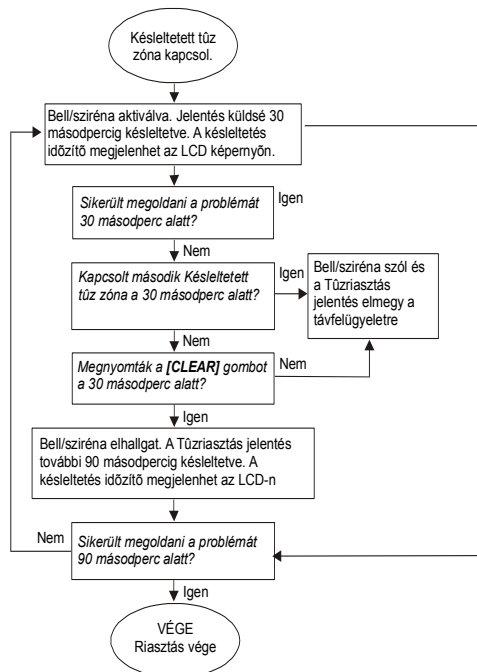 Késleltetett tûz
zóna kapcsol.
Bell/sziréna aktiválva. Jelentés küldsé 30
másodpercig késleltetve. A késleltetés
idõzítõ megjelenhet az LCD képernyõn.
Sikerült megoldani a problémát
30 másodperc alatt?
Igen
Nem
Kapcsolt második Késleltetett
tûz zóna a 30 másodperc alatt?
Igen
Bell/sziréna szól és
a Tûzriasztás
jelentés elmegy a
távfelügyeletre
Nem
Megnyomták a [CLEAR] gombot
a 30 másodperc alatt?
Nem
Igen
Bell/sziréna elhallgat. A Tûzriasztás jelentés
további 90 másodpercig késleltetve. A
késleltetés idõzítõ megjelenhet az LCD-n
Nem
Sikerült megoldani a problémát
90 másodperc alatt?
Igen
VÉGE
Riasztás vége